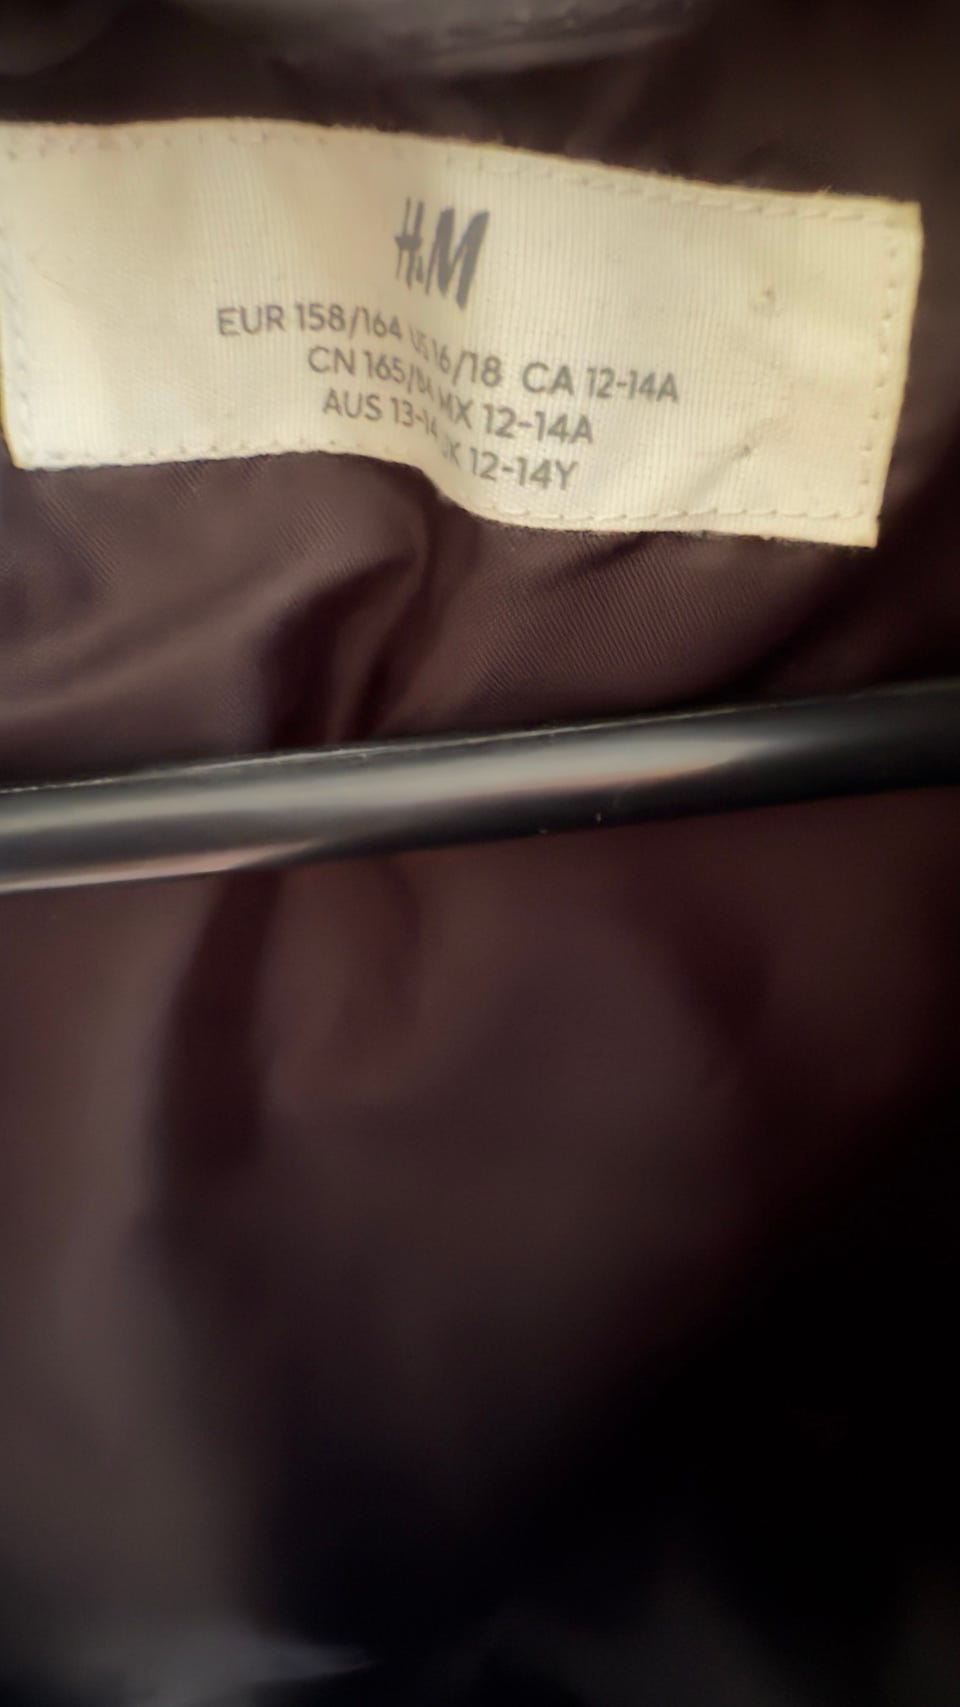 H&M
EUR 158/164 US 16/18 CA 12-14A
CN 165/84 MX 12-14A
AUS 13-14 UK 12-14Y